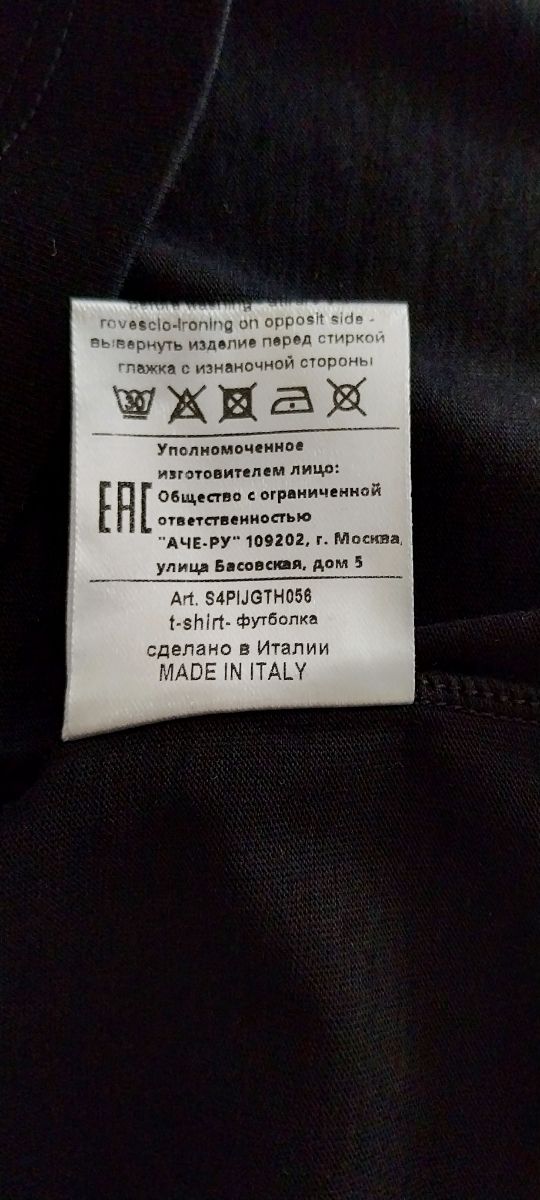 rovescio-Ironing on opposit side -
вывернуть изделие перед стиркой
глажка с изнаночной стороны
30
Уполномоченное
изготовителем лицо:
EAC
Общество с ограниченной
ответственностью
"АЧЕ-РУ" 109202, г. Москва,
улица Басовская, дом 5
Art. S4PIJGTH056
t-shirt- футболка
сделано в Италии
MADE IN ITALY